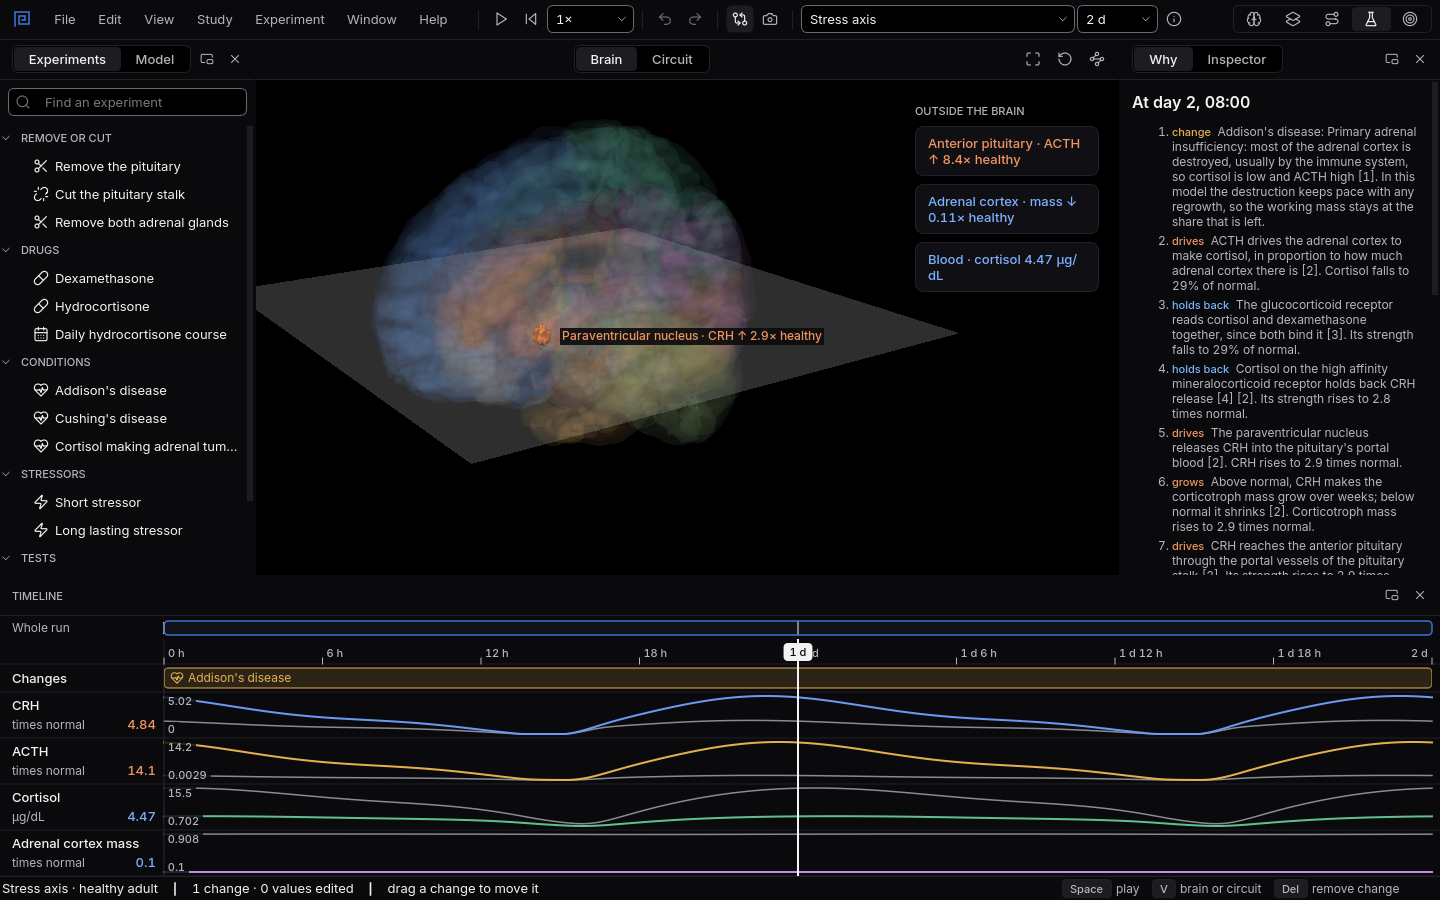 File Edit View Study Experiment Window Help
1×
Stress axis
2 d
Experiments Model
Brain Circuit
Why Inspector
Find an experiment
REMOVE OR CUT
Remove the pituitary
Cut the pituitary stalk
Remove both adrenal glands
DRUGS
Dexamethasone
Hydrocortisone
Daily hydrocortisone course
CONDITIONS
Addison's disease
Cushing's disease
Cortisol making adrenal tum...
STRESSORS
Short stressor
Long lasting stressor
TESTS
OUTSIDE THE BRAIN
Anterior pituitary · ACTH
↑ 8.4× healthy
Adrenal cortex · mass ↓
0.11× healthy
Blood · cortisol 4.47 µg/
dL
Paraventricular nucleus · CRH ↑ 2.9× healthy
At day 2, 08:00
1. change Addison's disease: Primary adrenal
insufficiency: most of the adrenal cortex is
destroyed, usually by the immune system,
so cortisol is low and ACTH high [1]. In this
model the destruction keeps pace with any
regrowth, so the working mass stays at the
share that is left.
2. drives ACTH drives the adrenal cortex to
make cortisol, in proportion to how much
adrenal cortex there is [2]. Cortisol falls to
29% of normal.
3. holds back The glucocorticoid receptor
reads cortisol and dexamethasone
together, since both bind it [3]. Its strength
falls to 29% of normal.
4. holds back Cortisol on the high affinity
mineralocorticoid receptor holds back CRH
release [4] [2]. Its strength rises to 2.8
times normal.
5. drives The paraventricular nucleus
releases CRH into the pituitary's portal
blood [2]. CRH rises to 2.9 times normal.
6. grows Above normal, CRH makes the
corticotroph mass grow over weeks; below
normal it shrinks [2]. Corticotroph mass
rises to 2.9 times normal.
7. drives CRH reaches the anterior pituitary
through the portal vessels of the pituitary
TIMELINE
Whole run
0 h 6 h 12 h 18 h 1 d d 1 d 6 h 1 d 12 h 1 d 18 h 2 d
Changes
Addison's disease
CRH
times normal 4.84
5.02
0
ACTH
times normal 14.1
14.2
0.0029
Cortisol
µg/dL 4.47
15.5
0.702
Adrenal cortex mass
times normal 0.1
0.908
0.1
Stress axis · healthy adult | 1 change · 0 values edited | drag a change to move it
Space play V brain or circuit Del remove change